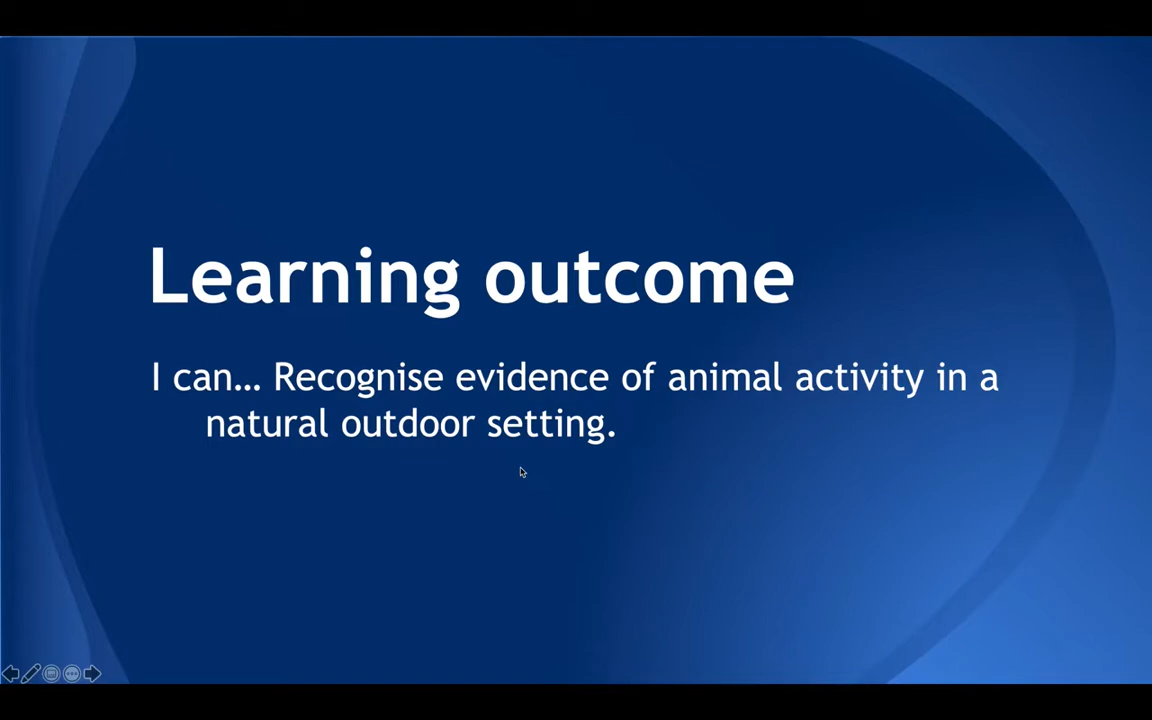 Learning outcome
I can... Recognise evidence of animal activity in a
natural outdoor setting.